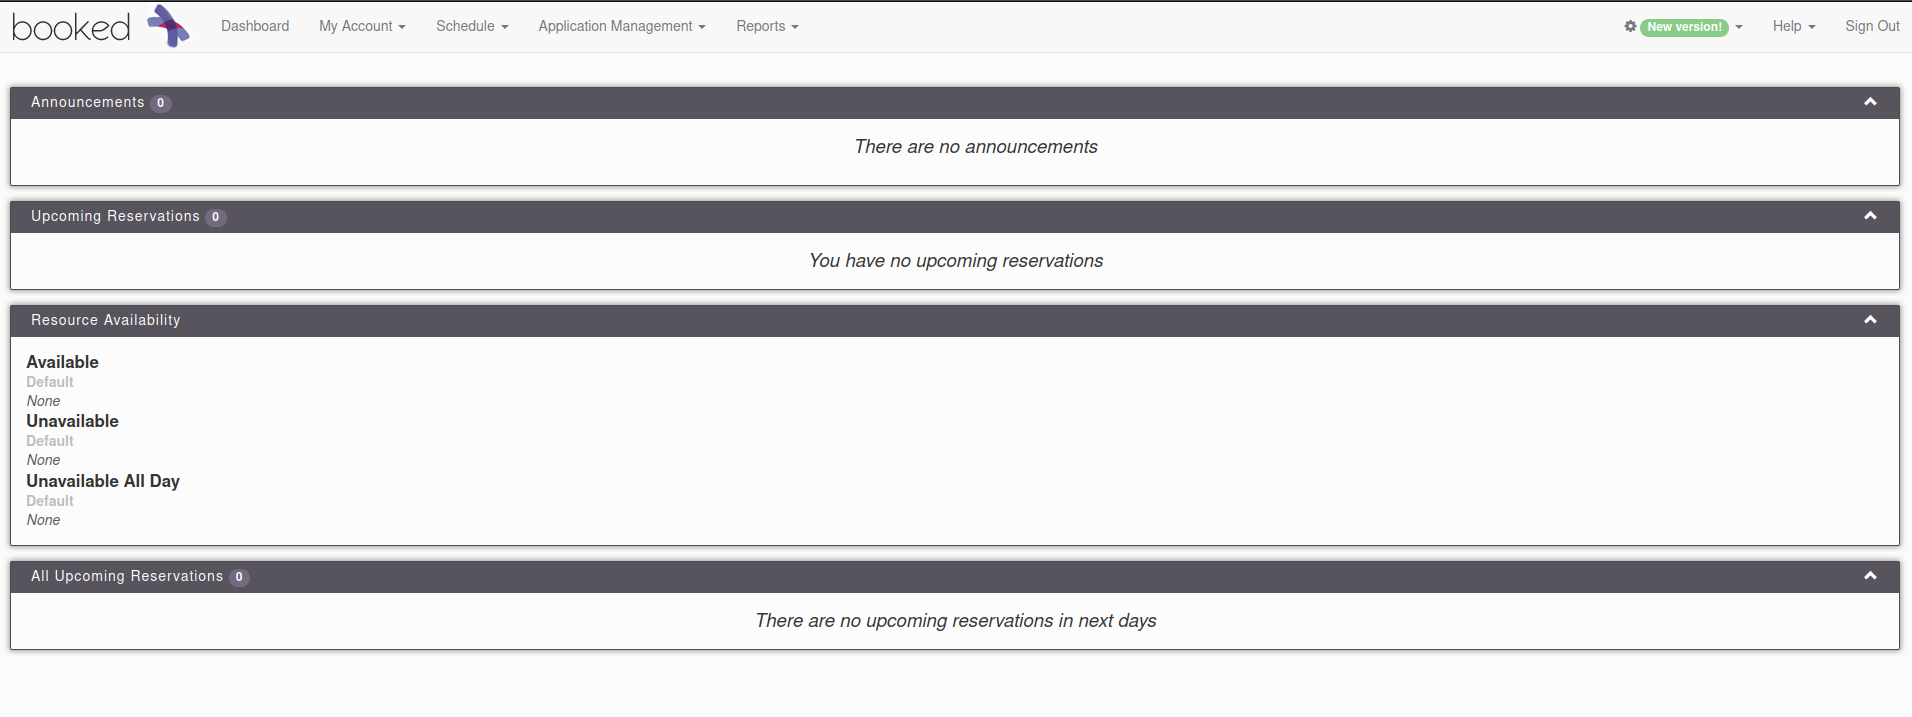 booked Dashboard My Account Schedule Application Management Reports New version! Help Sign Out
Announcements 0
There are no announcements
Upcoming Reservations 0
You have no upcoming reservations
Resource Availability
Available
Default
None
Unavailable
Default
None
Unavailable All Day
Default
None
All Upcoming Reservations 0
There are no upcoming reservations in next days